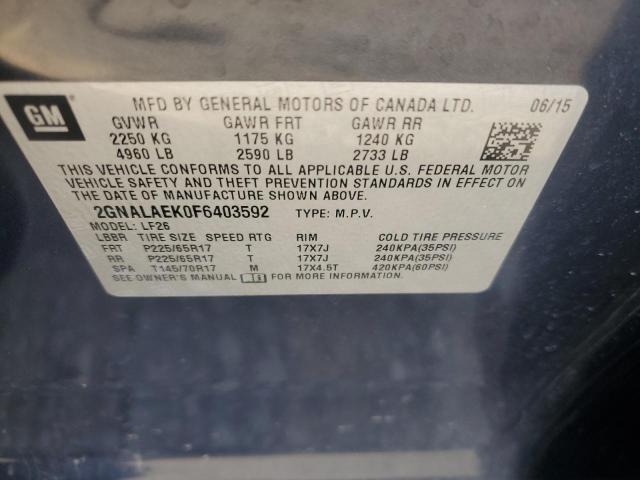 GM
MFD BY GENERAL MOTORS OF CANADA LTD. 06/15
GVWR GAWR FRT GAWR RR
2250 KG 1175 KG 1240 KG
4960 LB 2590 LB 2733 LB
THIS VEHICLE CONFORMS TO ALL APPLICABLE U.S. FEDERAL MOTOR
VEHICLE SAFETY AND THEFT PREVENTION STANDARDS IN EFFECT ON
THE DATE OF MANUFACTURE SHOWN ABOVE.
2GNALAEK0F6403592 TYPE: M.P.V.
MODEL: LF26
LBBR TIRE SIZE SPEED RTG RIM COLD TIRE PRESSURE
FRT P225/65R17 T 17X7J 240KPA(35PSI)
RR P225/65R17 T 17X7J 240KPA(35PSI)
SPA T145/70R17 M 17X4.5T 420KPA(60PSI)
SEE OWNER'S MANUAL FOR MORE INFORMATION.